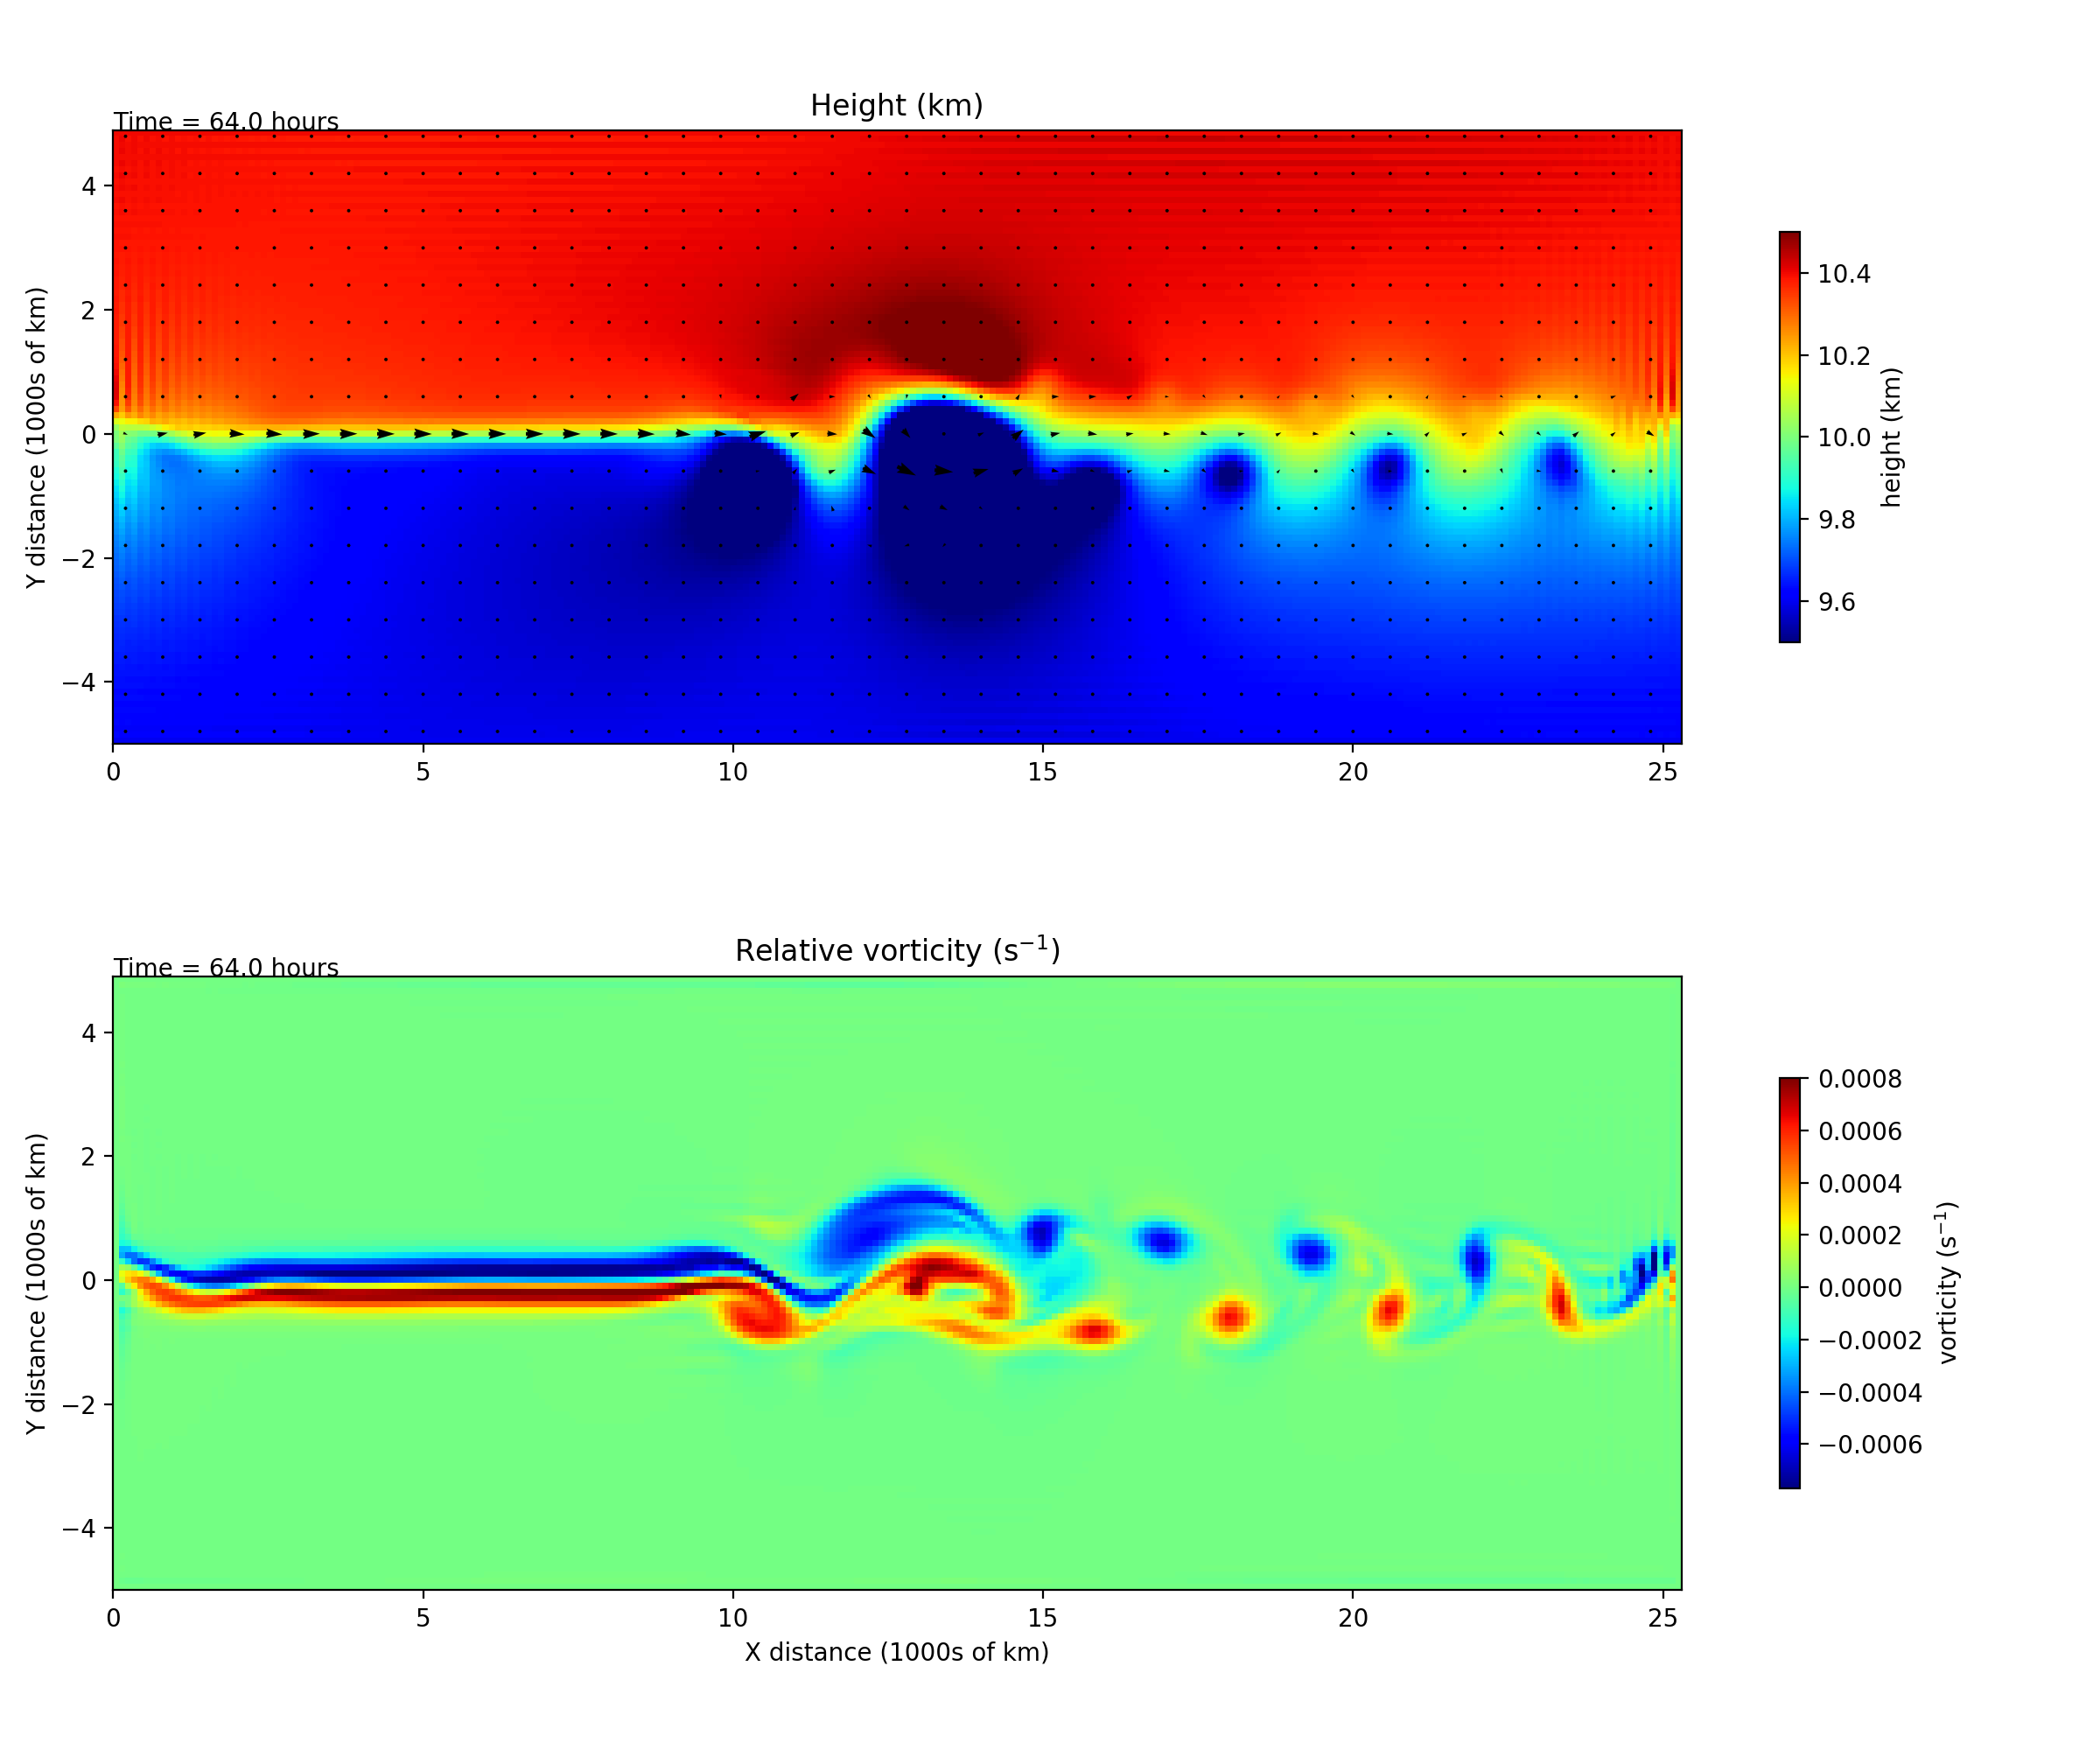 Height (km)
Time = 64.0 hours
Y distance (1000s of km)
4
2
0
−2
−4
0 5 10 15 20 25
10.4
10.2
10.0
9.8
9.6
height (km)
Relative vorticity (s⁻¹)
Time = 64.0 hours
Y distance (1000s of km)
4
2
0
−2
−4
0 5 10 15 20 25
X distance (1000s of km)
0.0008
0.0006
0.0004
0.0002
0.0000
−0.0002
−0.0004
−0.0006
vorticity (s⁻¹)